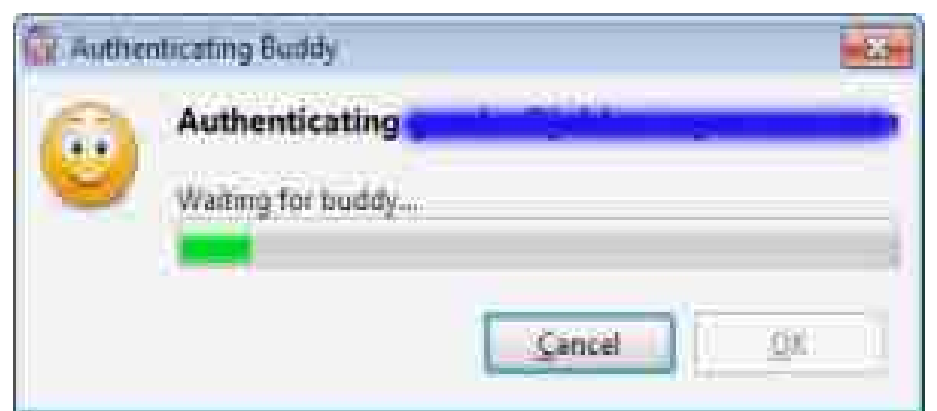 Authenticating Buddy
Authenticating
Waiting for buddy....
Cancel
OK